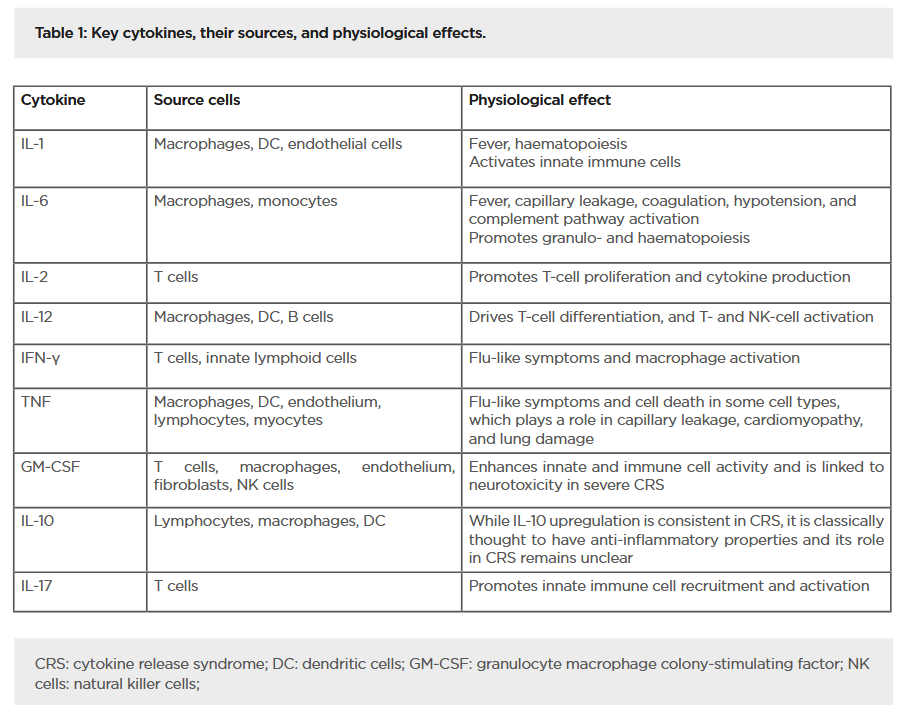 Table 1: Key cytokines, their sources, and physiological effects.
Cytokine Source cells Physiological effect
IL-1 Macrophages, DC, endothelial cells Fever, haematopoiesis
Activates innate immune cells
IL-6 Macrophages, monocytes Fever, capillary leakage, coagulation, hypotension, and
complement pathway activation
Promotes granulo- and haematopoiesis
IL-2 T cells Promotes T-cell proliferation and cytokine production
IL-12 Macrophages, DC, B cells Drives T-cell differentiation, and T- and NK-cell activation
IFN-γ T cells, innate lymphoid cells Flu-like symptoms and macrophage activation
TNF Macrophages, DC, endothelium, Flu-like symptoms and cell death in some cell types,
lymphocytes, myocytes which plays a role in capillary leakage, cardiomyopathy,
and lung damage
GM-CSF T cells, macrophages, endothelium, Enhances innate and immune cell activity and is linked to
fibroblasts, NK cells neurotoxicity in severe CRS
IL-10 Lymphocytes, macrophages, DC While IL-10 upregulation is consistent in CRS, it is classically
thought to have anti-inflammatory properties and its role
in CRS remains unclear
IL-17 T cells Promotes innate immune cell recruitment and activation
CRS: cytokine release syndrome; DC: dendritic cells; GM-CSF: granulocyte macrophage colony-stimulating factor; NK
cells: natural killer cells;